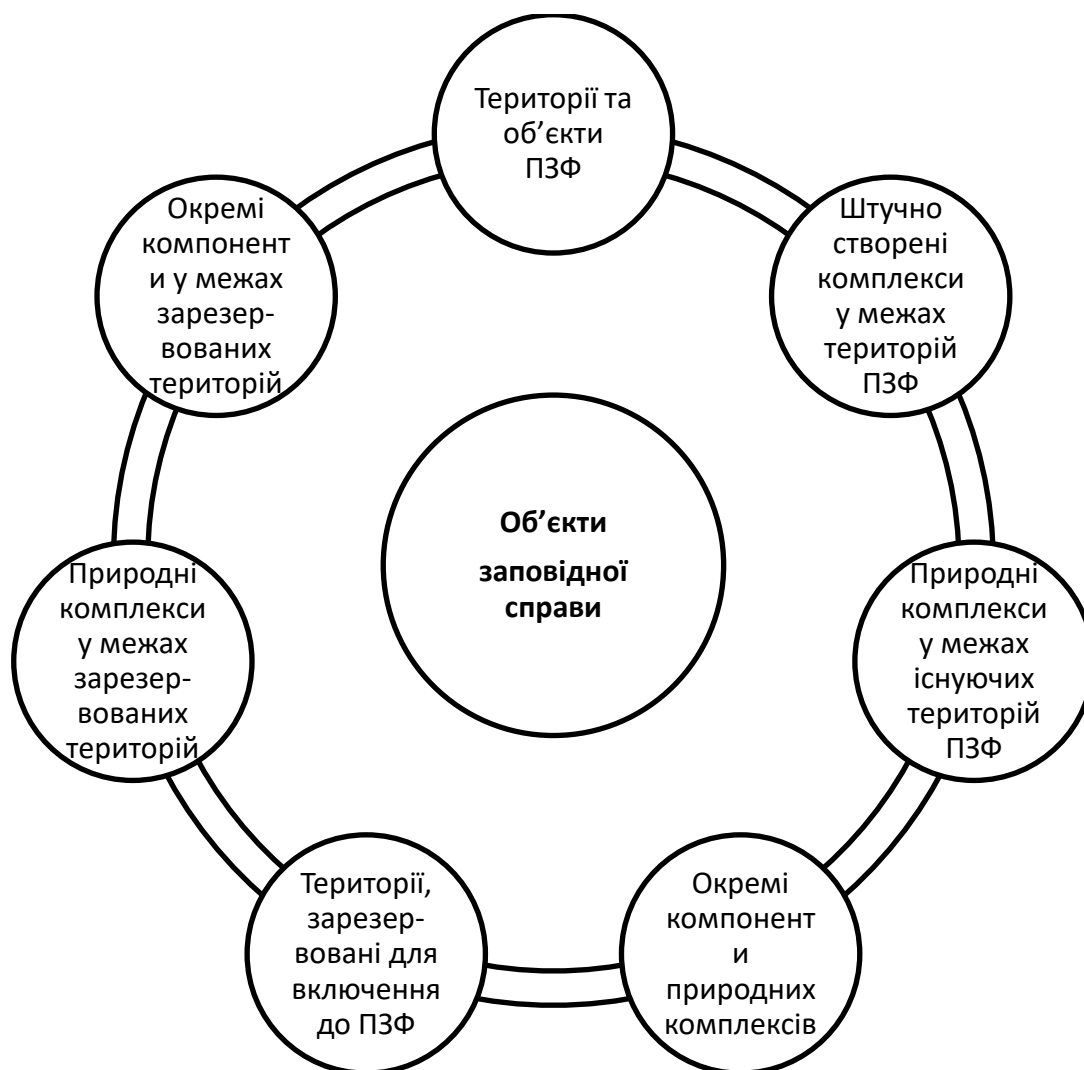 Території та
об’єкти
ПЗФ
Штучно
створені
комплекси
у межах
територій
ПЗФ
Природні
комплекси
у межах
існуючих
територій
ПЗФ
Окремі
компонент
и
природних
комплексів
Території,
зарезер-
вовані для
включення
до ПЗФ
Природні
комплекси
у межах
зарезер-
вованих
територій
Окремі
компонент
и у межах
зарезер-
вованих
територій
Об’єкти
заповідної
справи